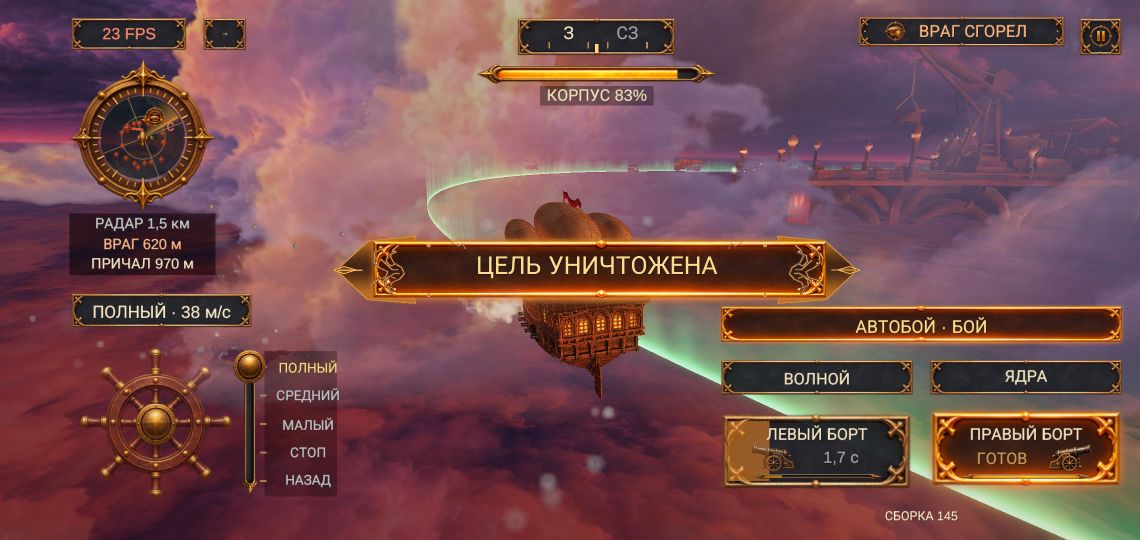 23 FPS
З СЗ
ВРАГ СГОРЕЛ
КОРПУС 83%
РАДАР 1,5 км
ВРАГ 620 м
ПРИЧАЛ 970 м
ЦЕЛЬ УНИЧТОЖЕНА
ПОЛНЫЙ · 38 м/с
АВТОБОЙ · БОЙ
ПОЛНЫЙ
СРЕДНИЙ
МАЛЫЙ
СТОП
НАЗАД
ВОЛНОЙ
ЯДРА
ЛЕВЫЙ БОРТ
1,7 с
ПРАВЫЙ БОРТ
ГОТОВ
СБОРКА 145